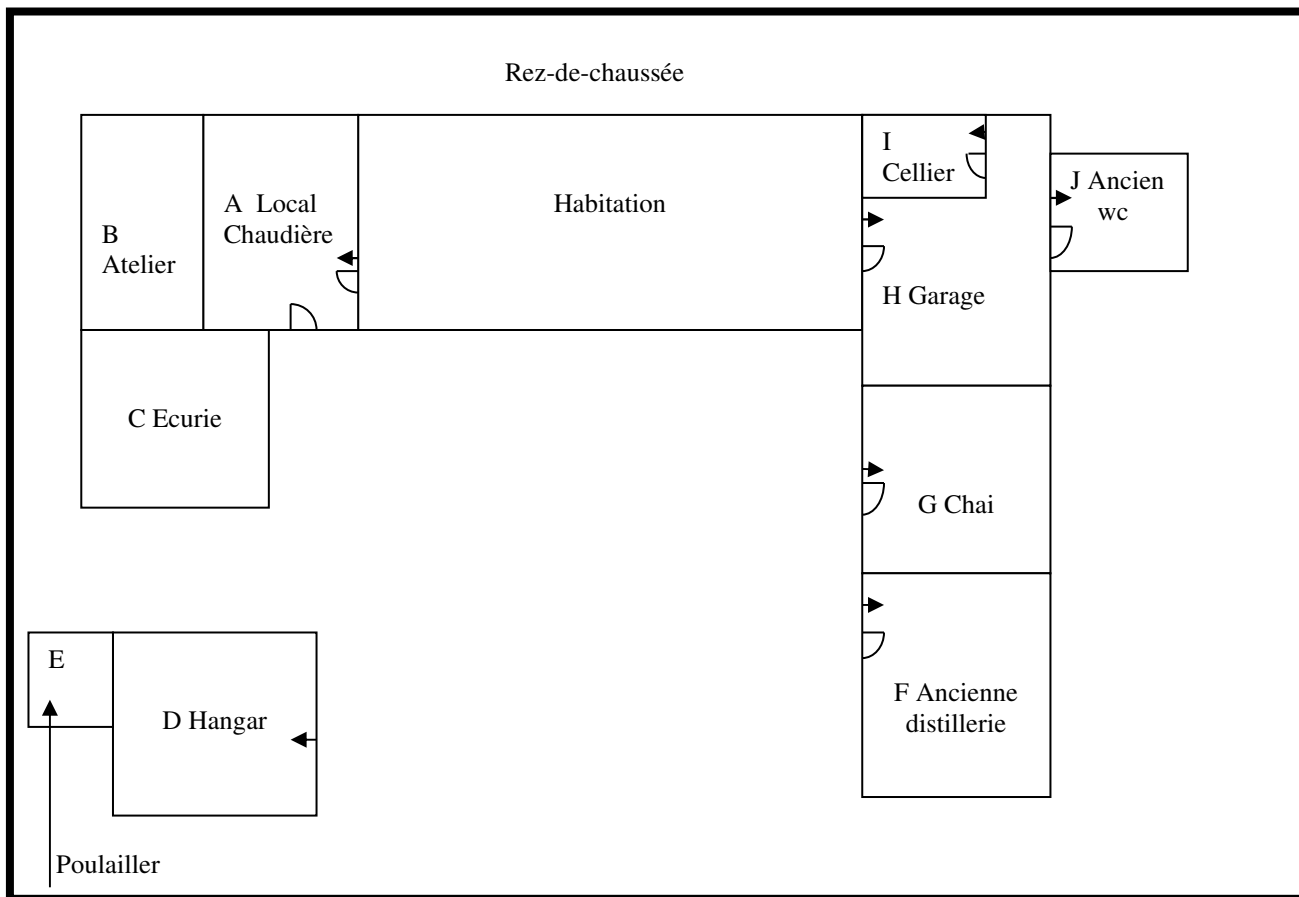 Rez-de-chaussée
I
Cellier
J Ancien
wc
A Local
Chaudière
Habitation
B
Atelier
H Garage
C Ecurie
G Chai
E
D Hangar
F Ancienne
distillerie
Poulailler